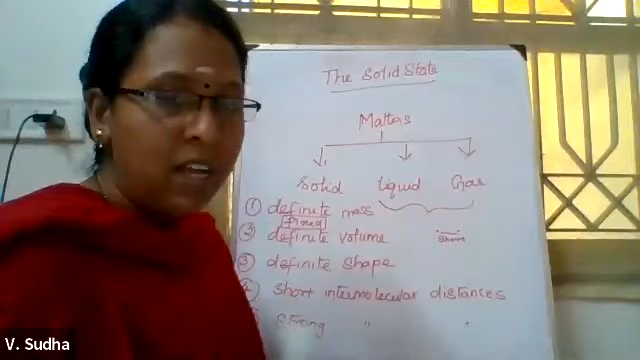 The Solid State
Matters
Solid Liquid Gas
① definite mass
fixed
② definite volume
short
③ definite shape
④ short intermolecular distances
Strong " "
V. Sudha